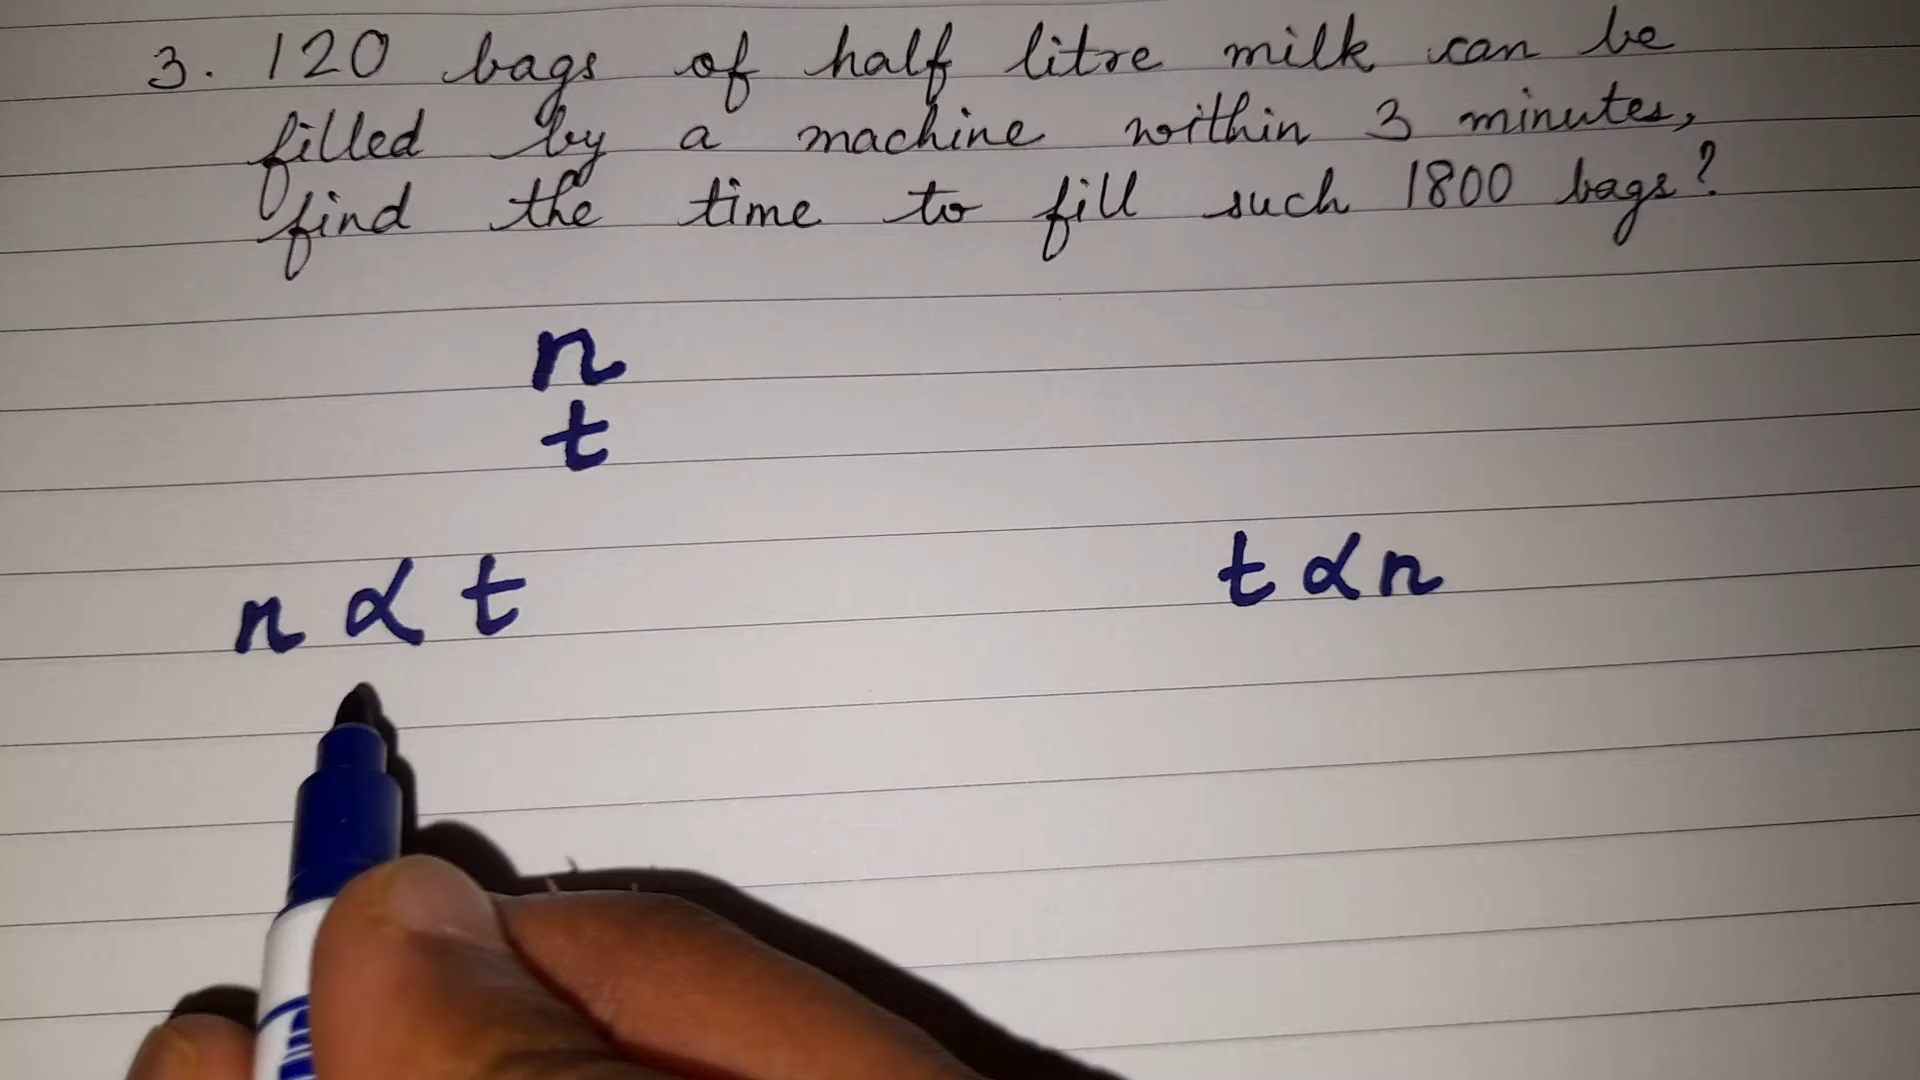 3. 120 bags of half litre milk can be
filled by a machine within 3 minutes,
find the time to fill such 1800 bags?
n
t
n α t
t α n